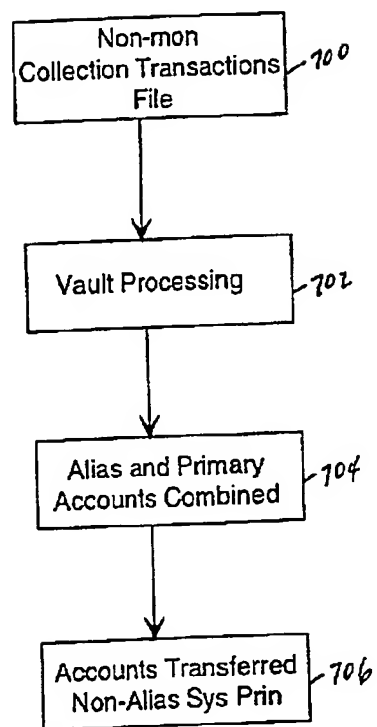 Non-mon
Collection Transactions
File
700
Vault Processing
702
Alias and Primary
Accounts Combined
704
Accounts Transferred
Non-Alias Sys Prin
706